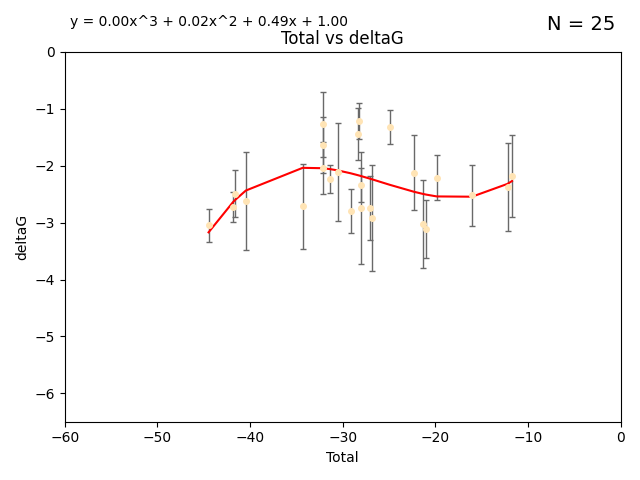 y = 0.00x^3 + 0.02x^2 + 0.49x + 1.00
N = 25
Total vs deltaG
0
−1
−2
−3
−4
−5
−6
deltaG
−60 −50 −40 −30 −20 −10 0
Total